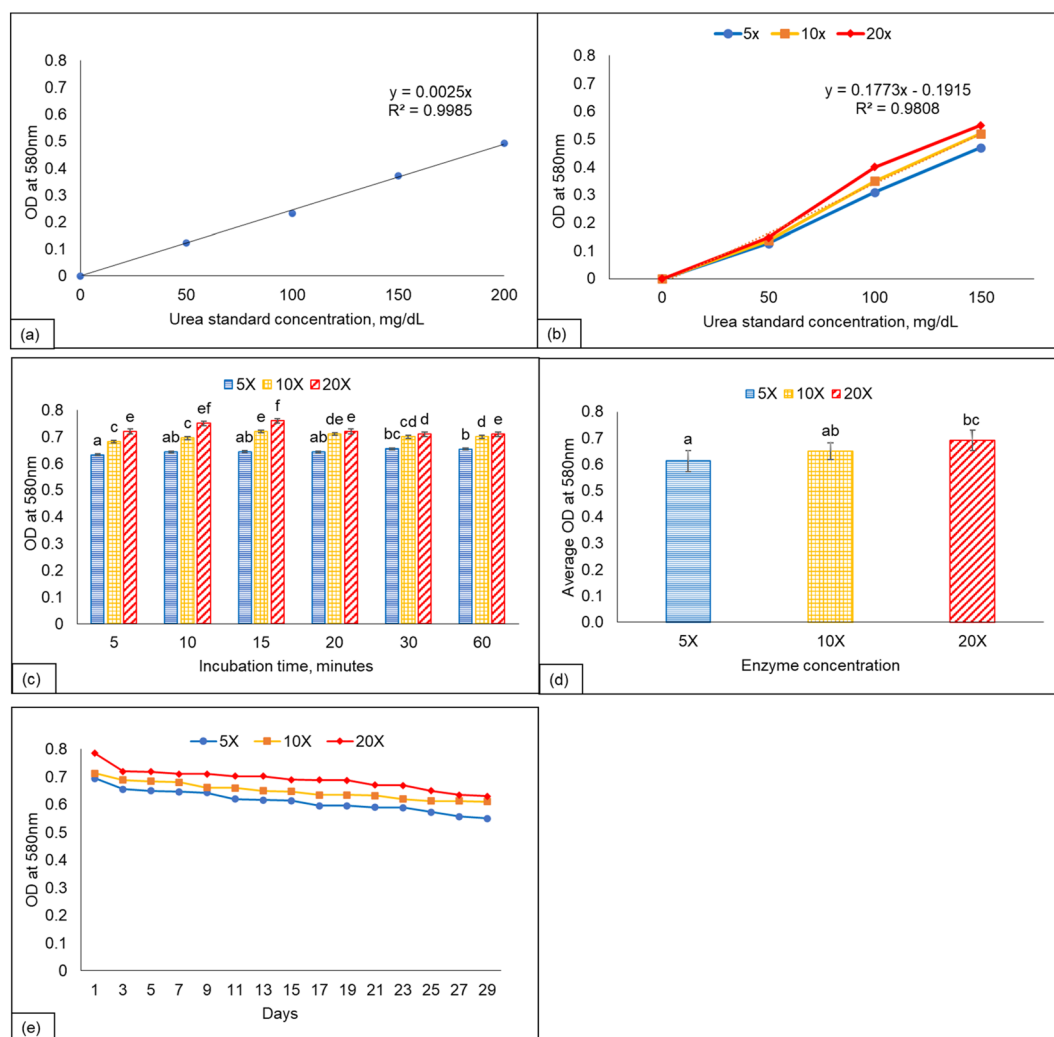 0.8
0.7
0.6
0.5
0.4
0.3
0.2
0.1
0
OD at 580nm
y = 0.0025x
R² = 0.9985
0 50 100 150 200
Urea standard concentration, mg/dL
(a)
5x 10x 20x
0.8
0.7
0.6
0.5
0.4
0.3
0.2
0.1
0
OD at 580nm
y = 0.1773x - 0.1915
R² = 0.9808
0 50 100 150
Urea standard concentration, mg/dL
(b)
5X 10X 20X
0.8
0.7
0.6
0.5
0.4
0.3
0.2
0.1
0
OD at 580nm
a c e ab c ef ab e f ab de e bc cd d b d e
5 10 15 20 30 60
Incubation time, minutes
(c)
5X 10X 20X
0.8
0.7
0.6
0.5
0.4
0.3
0.2
0.1
0.0
Average OD at 580nm
a ab bc
5X 10X 20X
Enzyme concentration
(d)
5X 10X 20X
0.8
0.7
0.6
0.5
0.4
0.3
0.2
0.1
0
OD at 580nm
1 3 5 7 9 11 13 15 17 19 21 23 25 27 29
Days
(e)